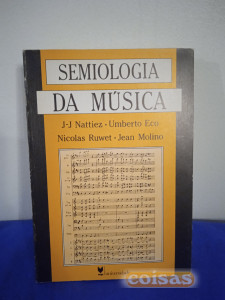 SEMIOLOGIA
DA MÚSICA
J-J Nattiez - Umberto Eco
Nicolas Ruwet - Jean Molino
coisas